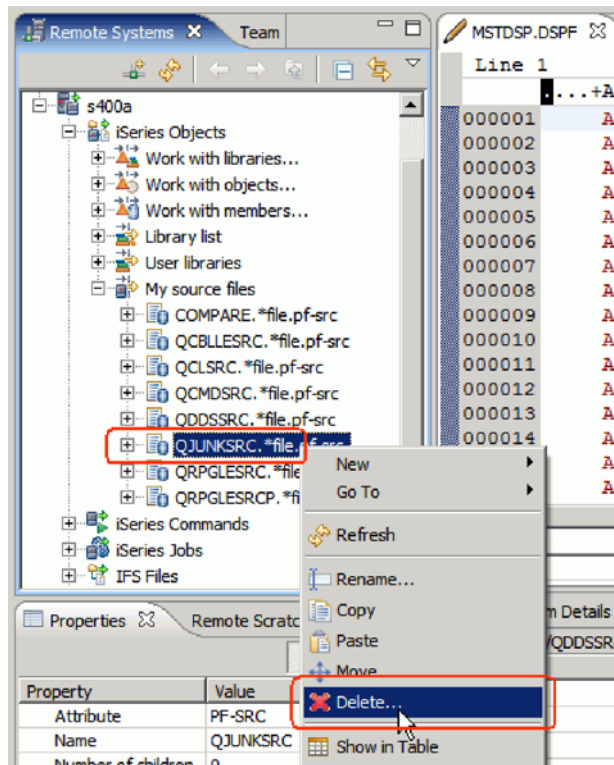 Remote Systems
Team
MSTDSP.DSPF
Line 1
....+A
s400a
iSeries Objects
Work with libraries...
Work with objects...
Work with members...
Library list
User libraries
My source files
COMPARE.*file.pf-src
QCBLLESRC.*file.pf-src
QCLSRC.*file.pf-src
QCMDSRC.*file.pf-src
QDDSSRC.*file.pf-src
QJUNKSRC.*file.pf-src
QRPGLESRC.*file
QRPGLESRCP.*fi
iSeries Commands
iSeries Jobs
IFS Files
000001 A
000002 A
000003 A
000004 A
000005 A
000006 A
000007 A
000008 A
000009 A
000010 A
000011 A
000012 A
000013 A
000014 A
A
A
New
Go To
Refresh
Rename...
Copy
Paste
Move
Delete...
Show in Table
Properties
Remote Scratc
m Details
/QDDSSR
Property Value
Attribute PF-SRC
Name QJUNKSRC
Number of children 0